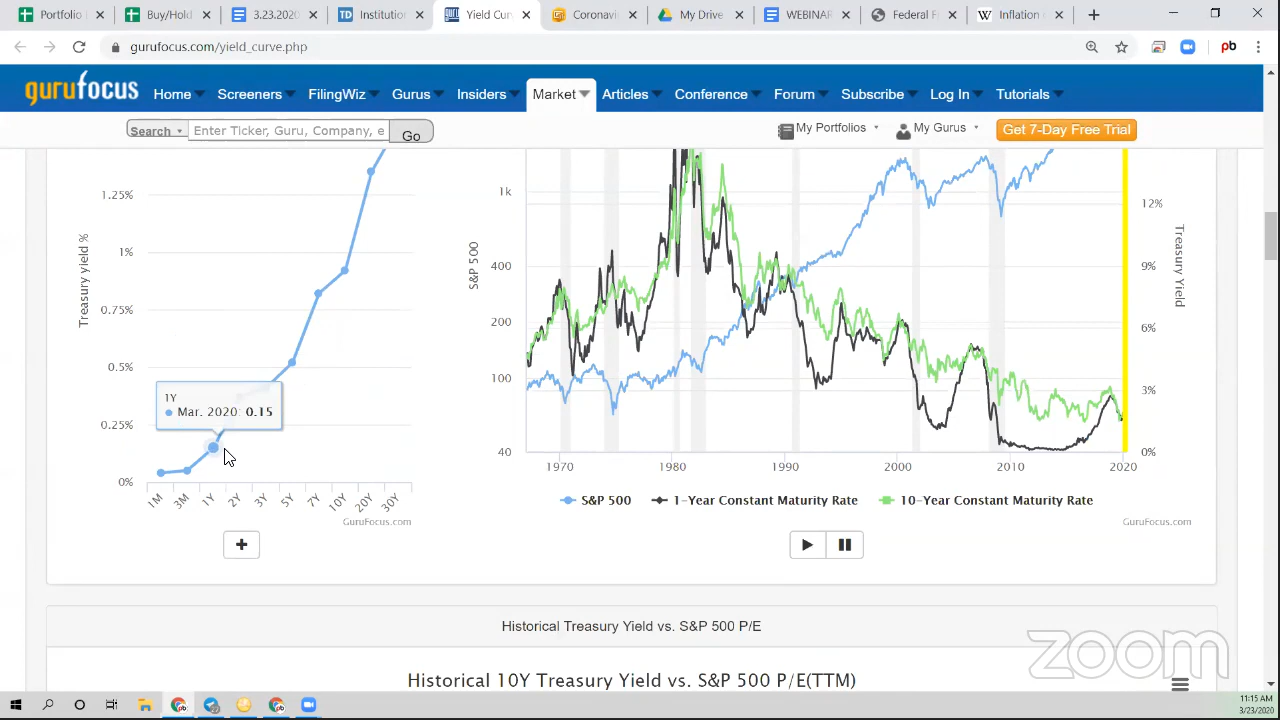 Portfolio
Buy/Hol
3.23.2020
Institution
Yield Cur
Coronavi
My Drive
WEBINA
Federal F
Inflation
gurufocus.com/yield_curve.php
pb
gurufocus
Home
Screeners
FilingWiz
Gurus
Insiders
Market
Articles
Conference
Forum
Subscribe
Log In
Tutorials
Search
Enter Ticker, Guru, Company, e
Go
My Portfolios
My Gurus
Get 7-Day Free Trial
Treasury yield %
1.25%
1%
0.75%
0.5%
0.25%
0%
1Y
Mar. 2020: 0.15
1M
3M
1Y
2Y
3Y
5Y
7Y
10Y
20Y
30Y
GuruFocus.com
S&P 500
1k
400
200
100
40
12%
9%
6%
3%
0%
Treasury Yield
1970
1980
1990
2000
2010
2020
S&P 500
1-Year Constant Maturity Rate
10-Year Constant Maturity Rate
GuruFocus.com
Historical Treasury Yield vs. S&P 500 P/E
Historical 10Y Treasury Yield vs. S&P 500 P/E(TTM)
zoom
11:15 AM
3/23/2020